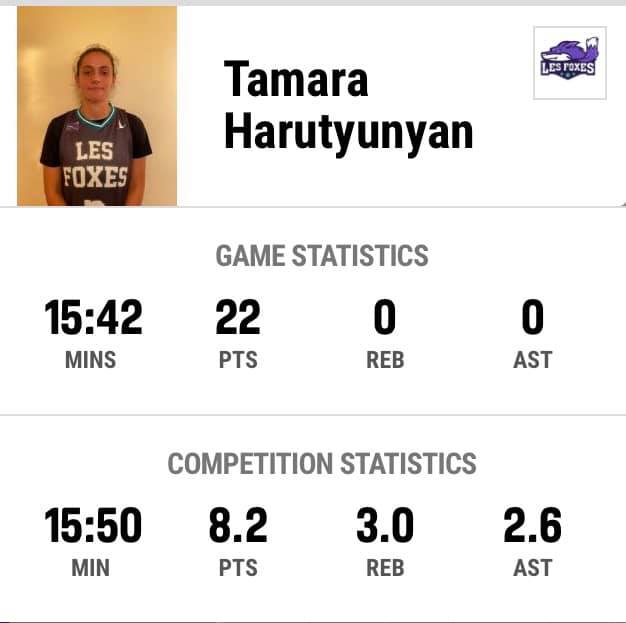 Tamara
Harutyunyan
LES FOXES
LES
FOXES
GAME STATISTICS
15:42 22 0 0
MINS PTS REB AST
COMPETITION STATISTICS
15:50 8.2 3.0 2.6
MIN PTS REB AST